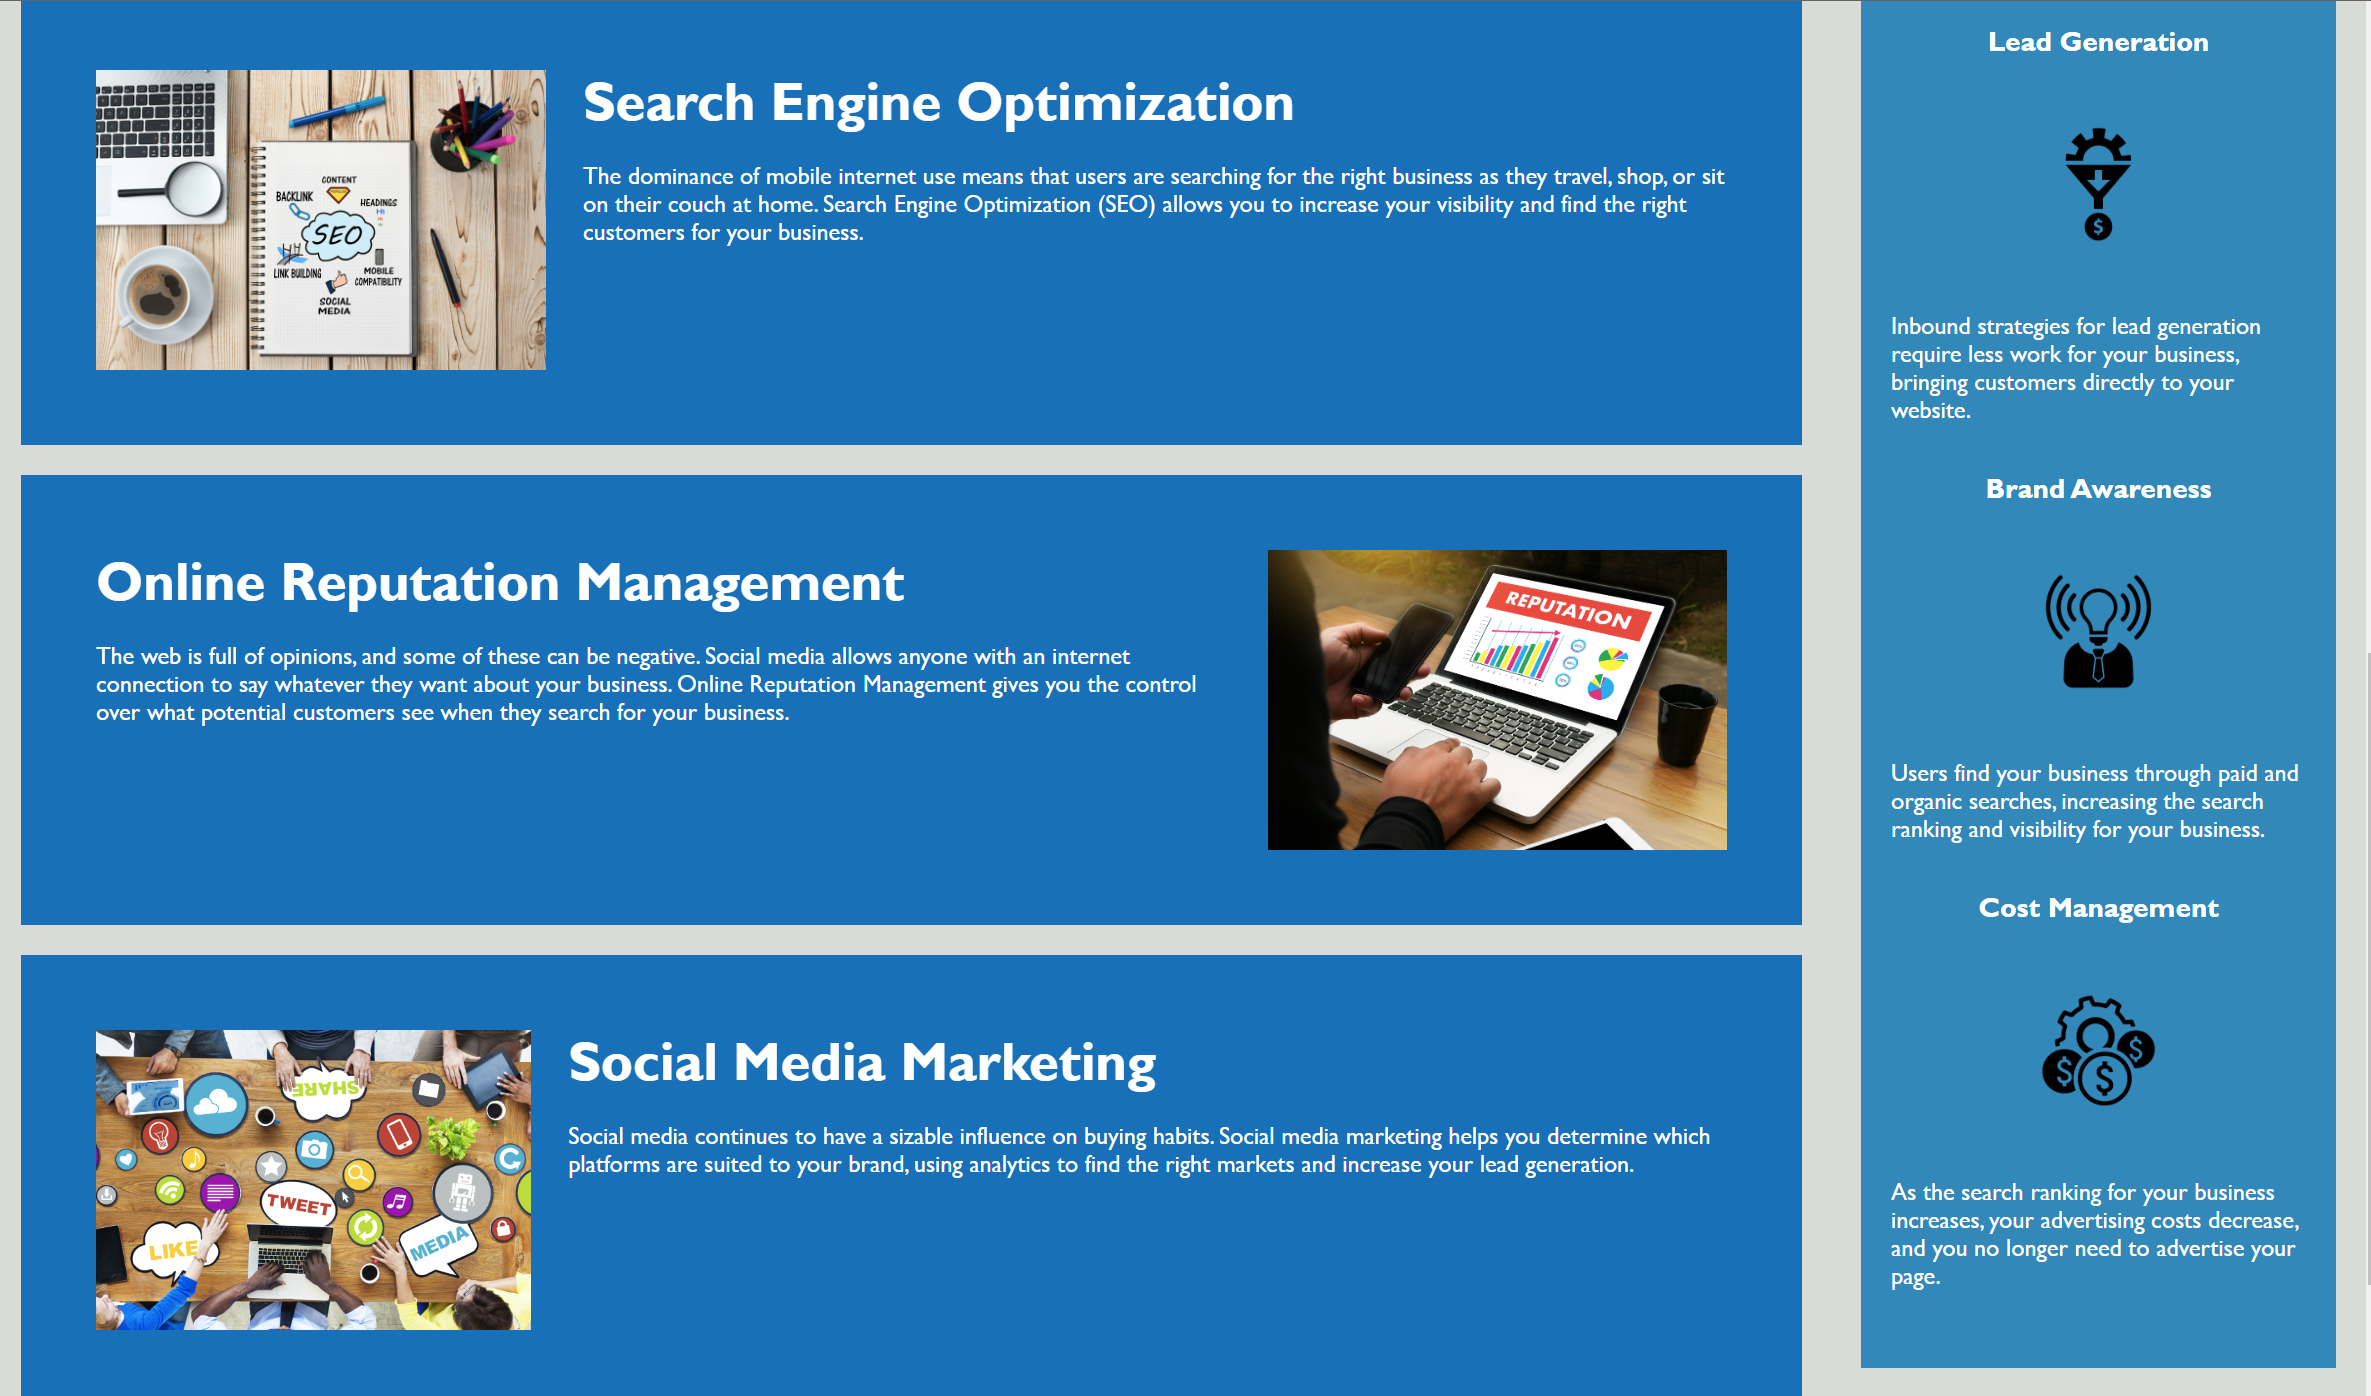 Search Engine Optimization
The dominance of mobile internet use means that users are searching for the right business as they travel, shop, or sit
on their couch at home. Search Engine Optimization (SEO) allows you to increase your visibility and find the right
customers for your business.
CONTENT
BACKLINK
HEADINGS
H1
SEO
LINK BUILDING
MOBILE
COMPATIBILITY
SOCIAL
MEDIA
Online Reputation Management
The web is full of opinions, and some of these can be negative. Social media allows anyone with an internet
connection to say whatever they want about your business. Online Reputation Management gives you the control
over what potential customers see when they search for your business.
REPUTATION
Social Media Marketing
Social media continues to have a sizable influence on buying habits. Social media marketing helps you determine which
platforms are suited to your brand, using analytics to find the right markets and increase your lead generation.
SHARE
TWEET
LIKE
MEDIA
Lead Generation
$
Inbound strategies for lead generation
require less work for your business,
bringing customers directly to your
website.
Brand Awareness
Users find your business through paid and
organic searches, increasing the search
ranking and visibility for your business.
Cost Management
$
$
$
As the search ranking for your business
increases, your advertising costs decrease,
and you no longer need to advertise your
page.